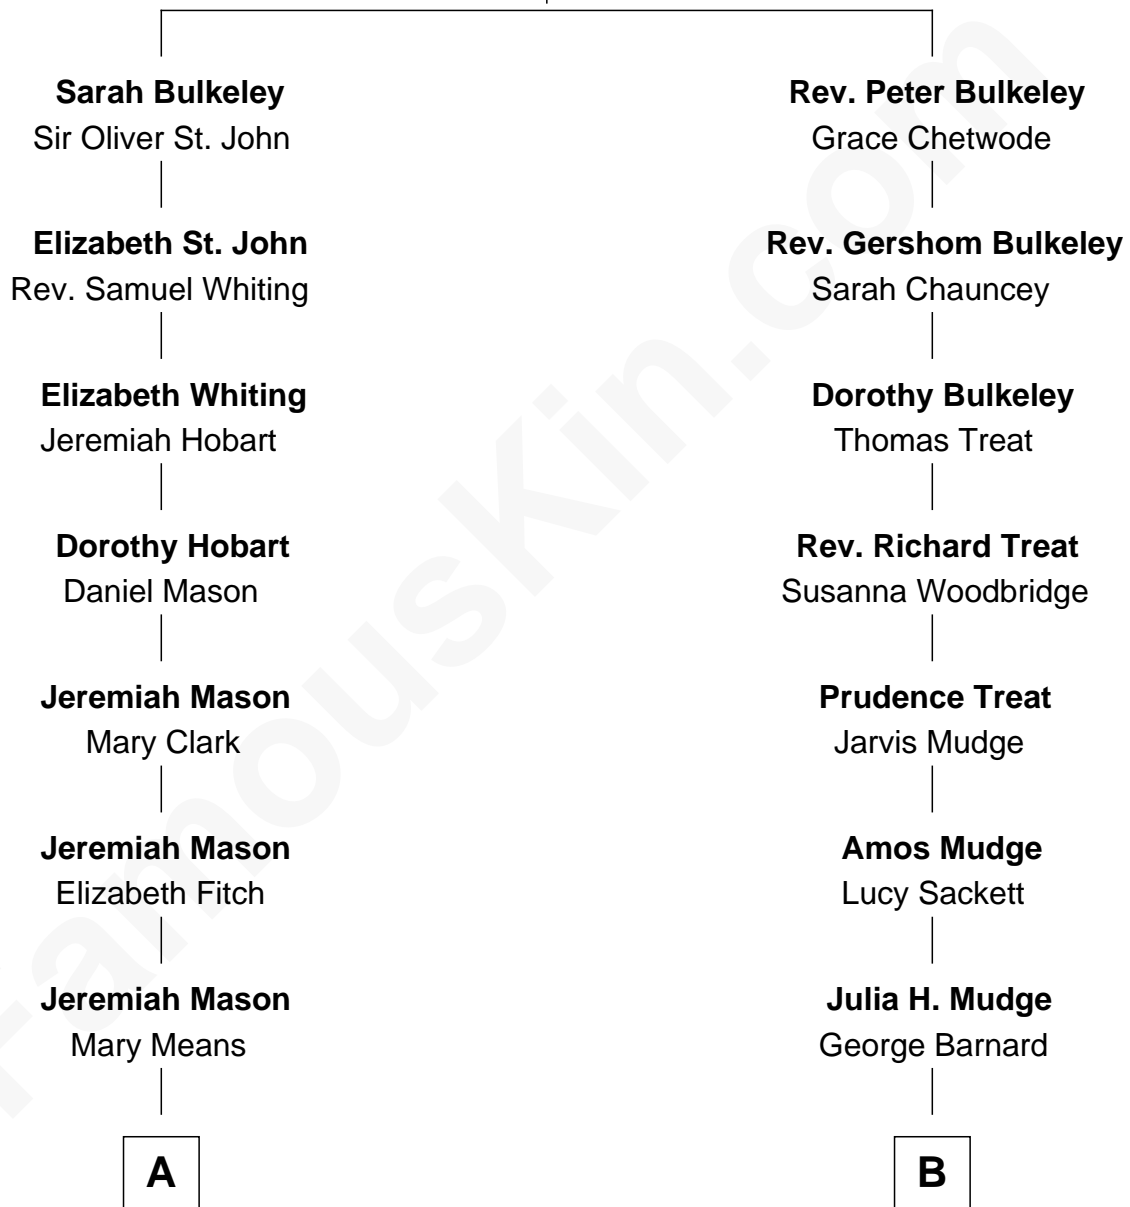 Sarah Bulkeley
Sir Oliver St. John
Elizabeth St. John
Rev. Samuel Whiting
Elizabeth Whiting
Jeremiah Hobart
Dorothy Hobart
Daniel Mason
Jeremiah Mason
Mary Clark
Jeremiah Mason
Elizabeth Fitch
Jeremiah Mason
Mary Means
A
Rev. Peter Bulkeley
Grace Chetwode
Rev. Gershom Bulkeley
Sarah Chauncey
Dorothy Bulkeley
Thomas Treat
Rev. Richard Treat
Susanna Woodbridge
Prudence Treat
Jarvis Mudge
Amos Mudge
Lucy Sackett
Julia H. Mudge
George Barnard
B
FamousKin.com